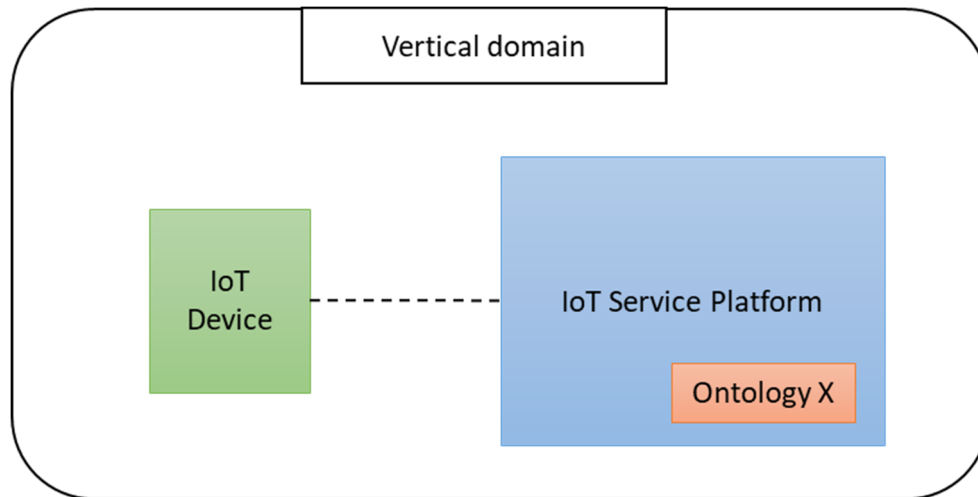 Vertical domain
IoT
Device
IoT Service Platform
Ontology X